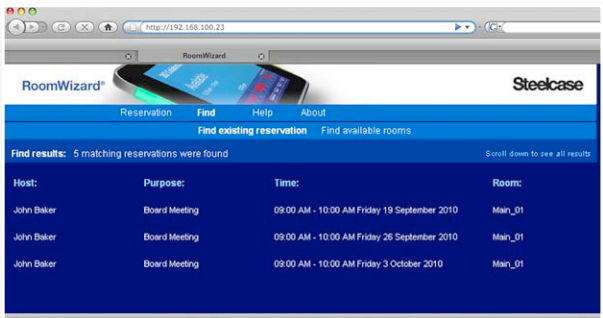 http://192.168.100.23
RoomWizard
RoomWizard®
Steelcase
Reservation Find Help About
Find existing reservation Find available rooms
Find results: 5 matching reservations were found Scroll down to see all results
Host: Purpose: Time: Room:
John Baker Board Meeting 09:00 AM - 10:00 AM Friday 19 September 2010 Main_01
John Baker Board Meeting 09:00 AM - 10:00 AM Friday 26 September 2010 Main_01
John Baker Board Meeting 09:00 AM - 10:00 AM Friday 3 October 2010 Main_01